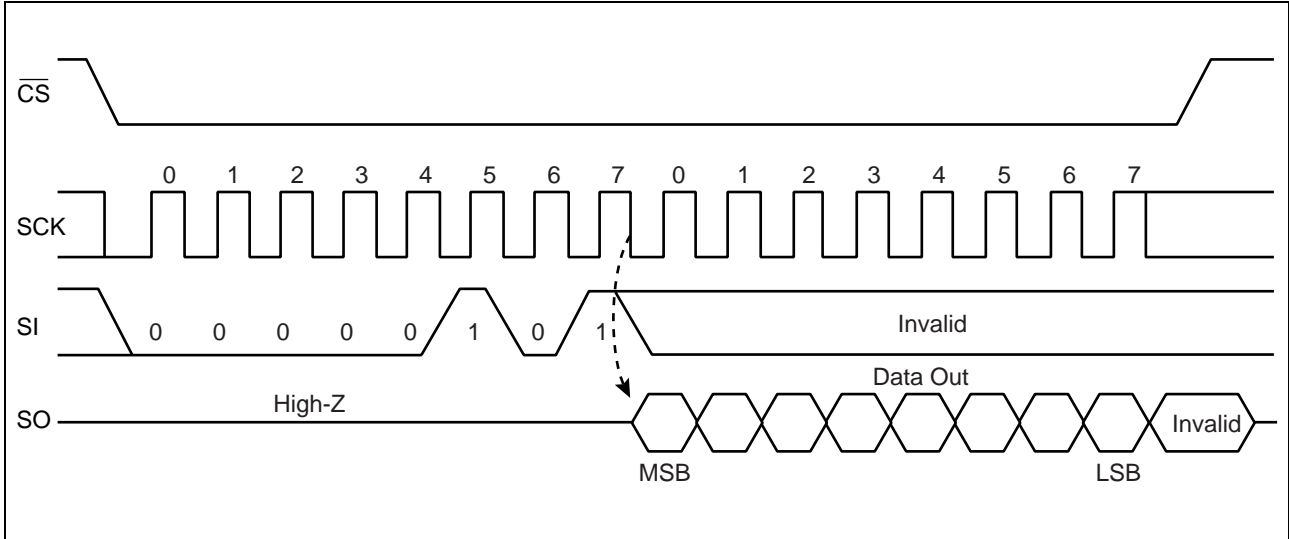 C̅S̅
0 1 2 3 4 5 6 7 0 1 2 3 4 5 6 7
SCK
SI
0 0 0 0 0 1 0 1
Invalid
Data Out
High-Z
SO
Invalid
MSB
LSB